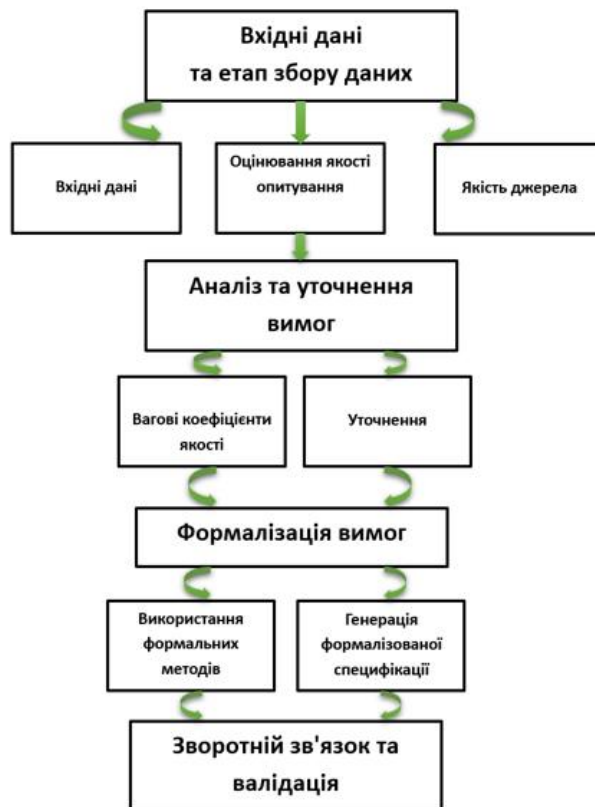 Вхідні дані
та етап збору даних
Вхідні дані
Оцінювання якості
опитування
Якість джерела
Аналіз та уточнення
вимог
Вагові коефіцієнти
якості
Уточнення
Формалізація вимог
Використання
формальних
методів
Генерація
формалізованої
специфікації
Зворотній зв'язок та
валідація